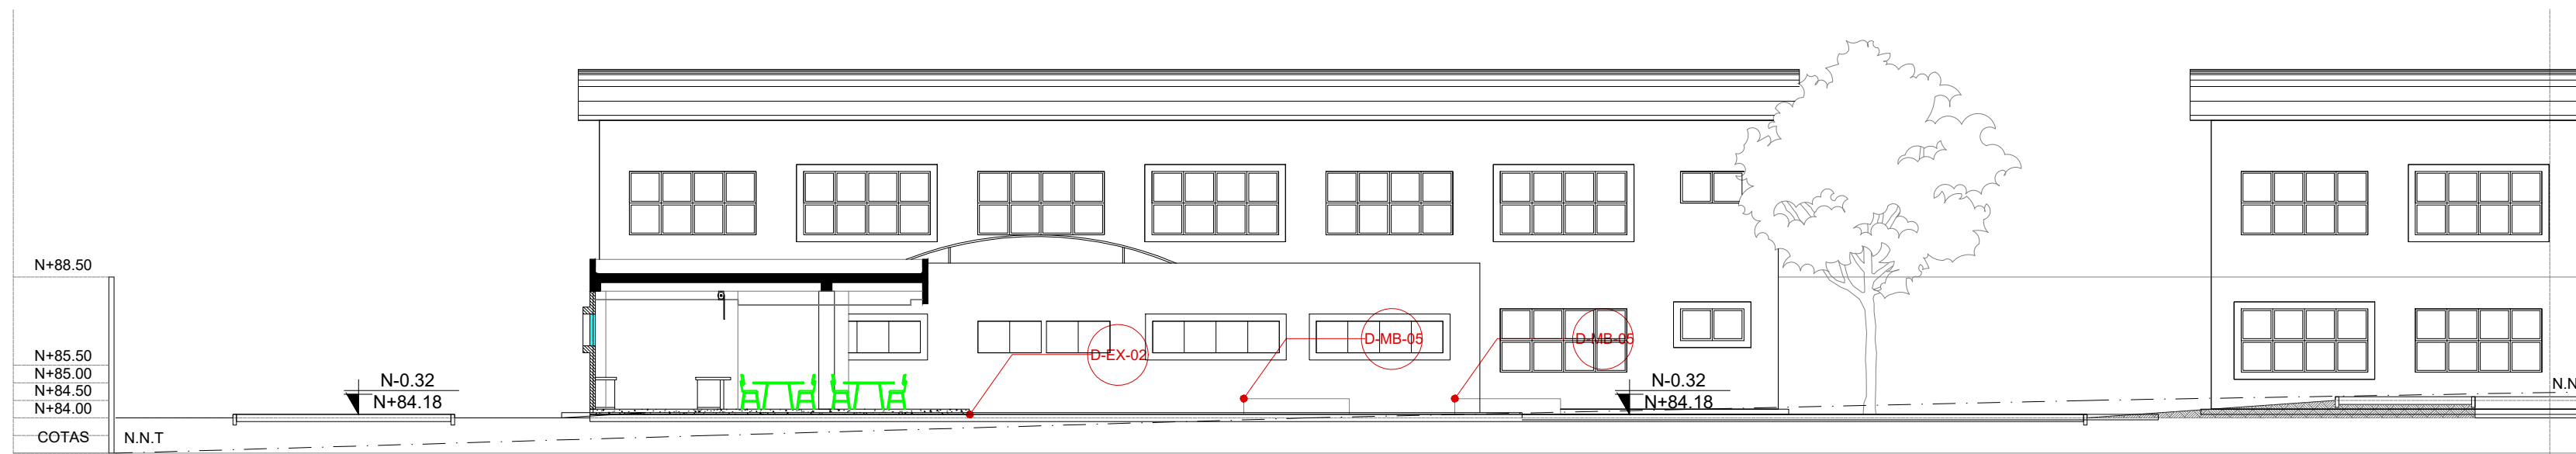 N+88.50
N+85.50
N+85.00
N+84.50
N+84.00
COTAS
N.N.T
N-0.32
N+84.18
D-EX-02
D-MB-05
D-MB-05
N-0.32
N+84.18
N.N